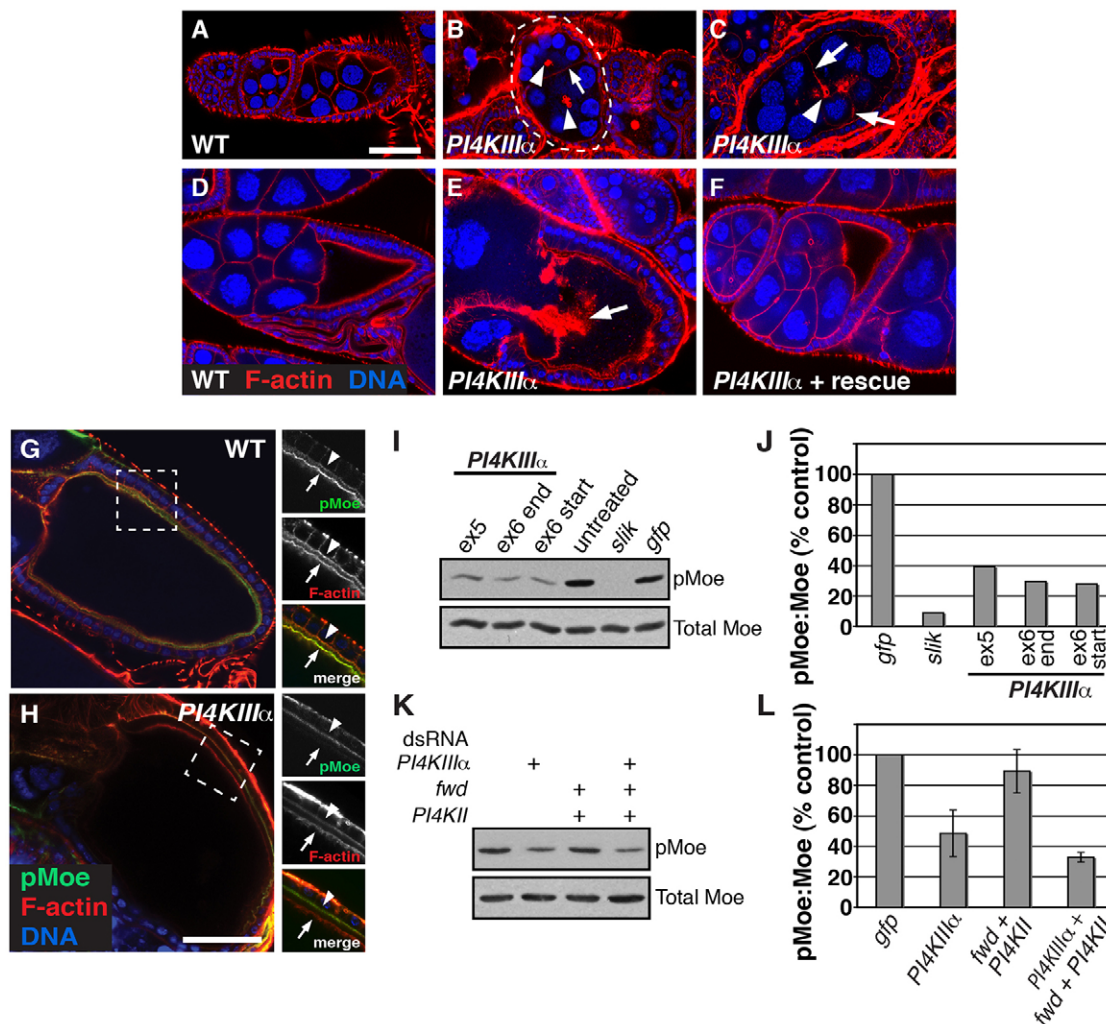 A
WT
B
PI4KIIIα
C
PI4KIIIα
D
WT F-actin DNA
E
PI4KIIIα
F
PI4KIIIα + rescue
G
WT
pMoe
F-actin
merge
H
PI4KIIIα
pMoe
F-actin
DNA
pMoe
F-actin
merge
I
PI4KIIIα
ex5
ex6 end
ex6 start
untreated
slik
gfp
pMoe
Total Moe
J
pMoe:Moe (% control)
100
80
60
40
20
0
gfp
slik
ex5
ex6 end
ex6 start
PI4KIIIα
K
dsRNA
PI4KIIIα + +
fwd + +
PI4KII + +
pMoe
Total Moe
L
pMoe:Moe (% control)
100
80
60
40
20
0
gfp
PI4KIIIα
fwd +
PI4KII
PI4KIIIα +
fwd + PI4KII